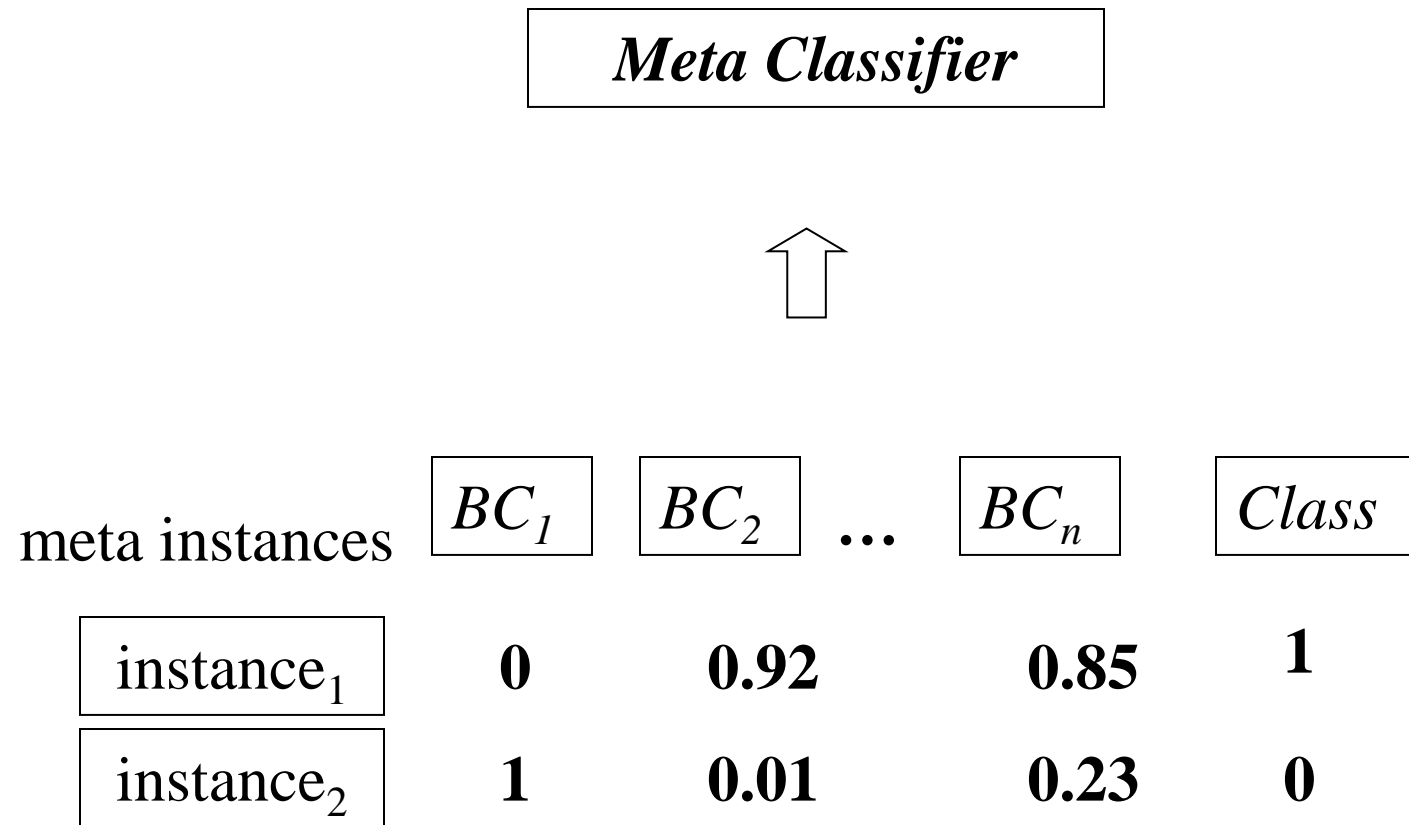 Meta Classifier
meta instances BC₁ BC₂ ... BCₙ Class
instance₁ 0 0.92 0.85 1
instance₂ 1 0.01 0.23 0